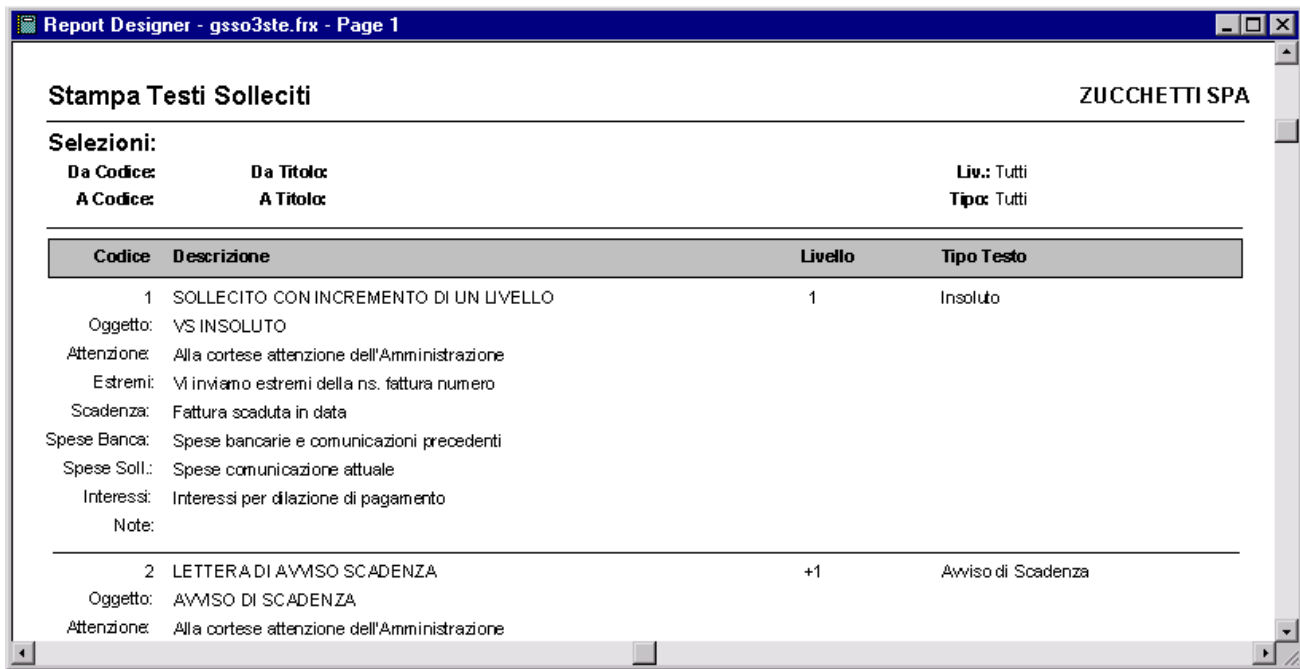 Report Designer - gsso3ste.frx - Page 1
Stampa Testi Solleciti ZUCCHETTI SPA
Selezioni:
Da Codice: Da Titolo: Liv.: Tutti
A Codice: A Titolo: Tipo: Tutti
Codice Descrizione Livello Tipo Testo
1 SOLLECITO CON INCREMENTO DI UN LIVELLO 1 Insoluto
Oggetto: VS INSOLUTO
Attenzione: Alla cortese attenzione dell'Amministrazione
Estremi: Vi inviamo estremi della ns. fattura numero
Scadenza: Fattura scaduta in data
Spese Banca: Spese bancarie e comunicazioni precedenti
Spese Soll.: Spese comunicazione attuale
Interessi: Interessi per dilazione di pagamento
Note:
2 LETTERA DI AVVISO SCADENZA +1 Avviso di Scadenza
Oggetto: AVVISO DI SCADENZA
Attenzione: Alla cortese attenzione dell'Amministrazione